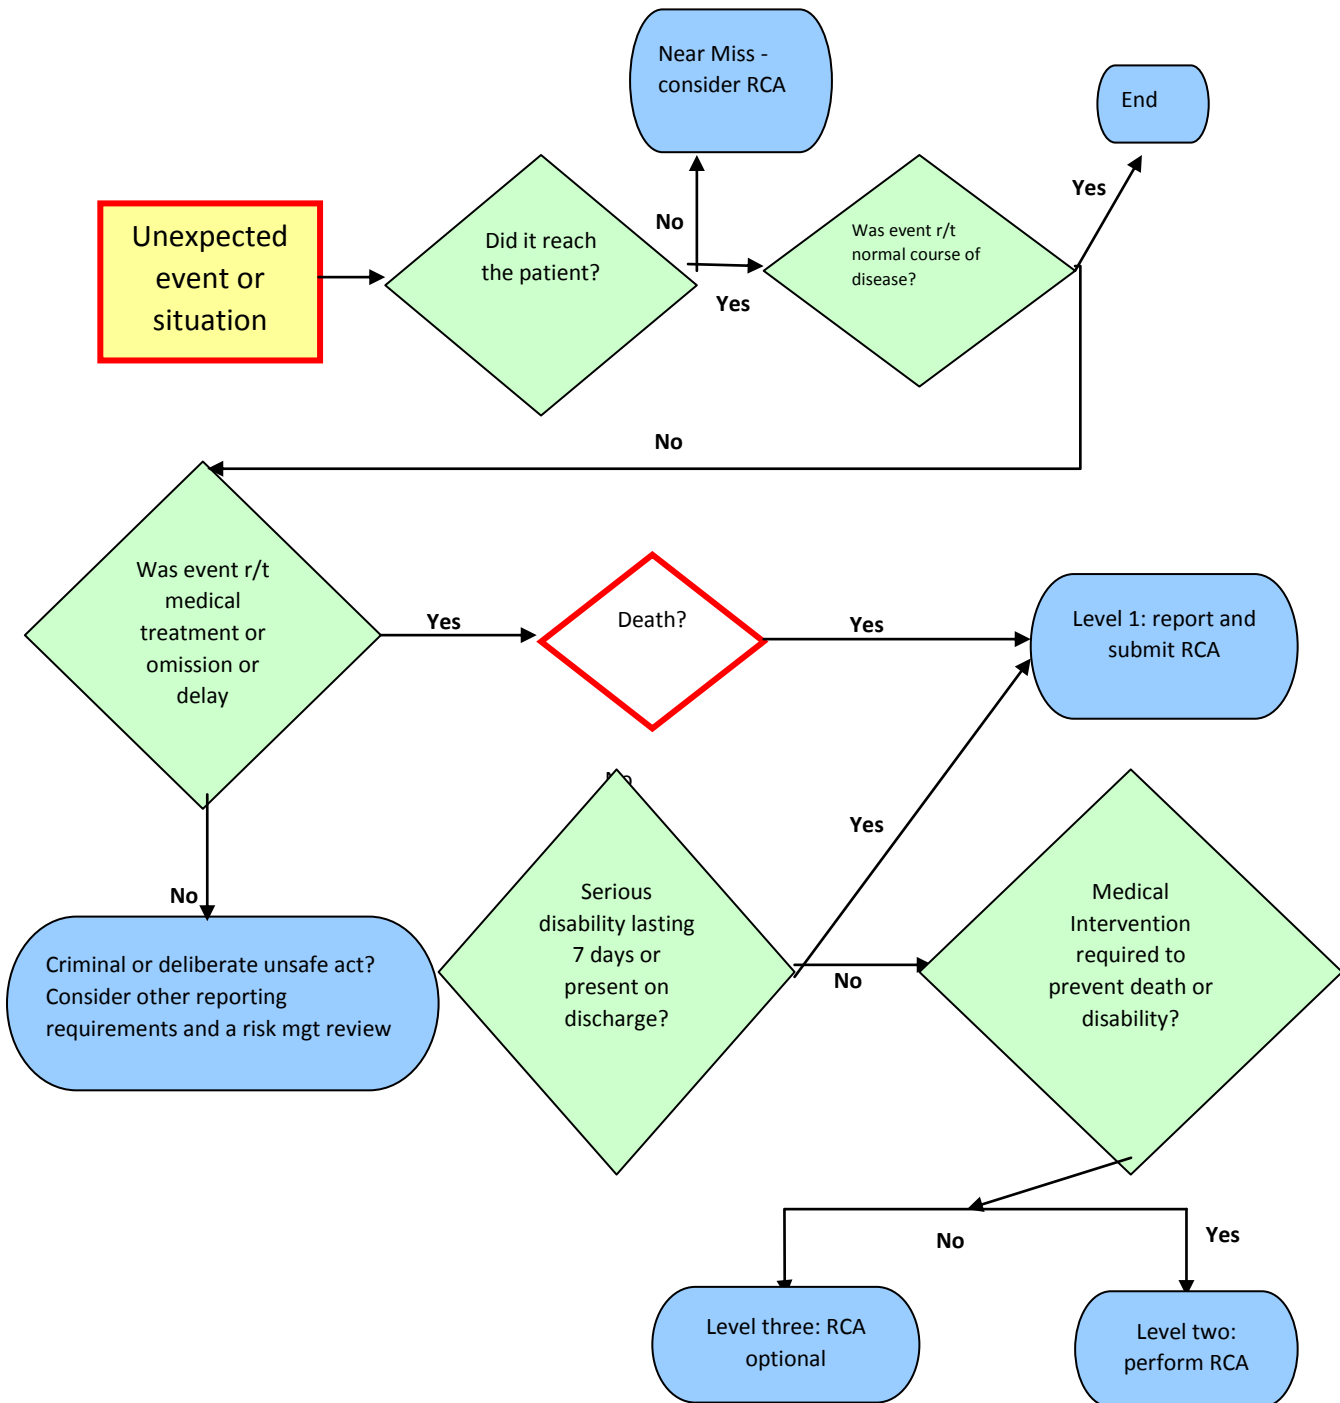 Near Miss -
consider RCA
End
Yes
Unexpected
event or
situation
Did it reach
the patient?
No
Yes
Was event r/t
normal course of
disease?
No
Was event r/t
medical
treatment or
omission or
delay
Yes
Death?
Yes
Level 1: report and
submit RCA
No
Serious
disability lasting
7 days or
present on
discharge?
Yes
No
Medical
Intervention
required to
prevent death or
disability?
No
Criminal or deliberate unsafe act?
Consider other reporting
requirements and a risk mgt review
No
Yes
Level three: RCA
optional
Level two:
perform RCA